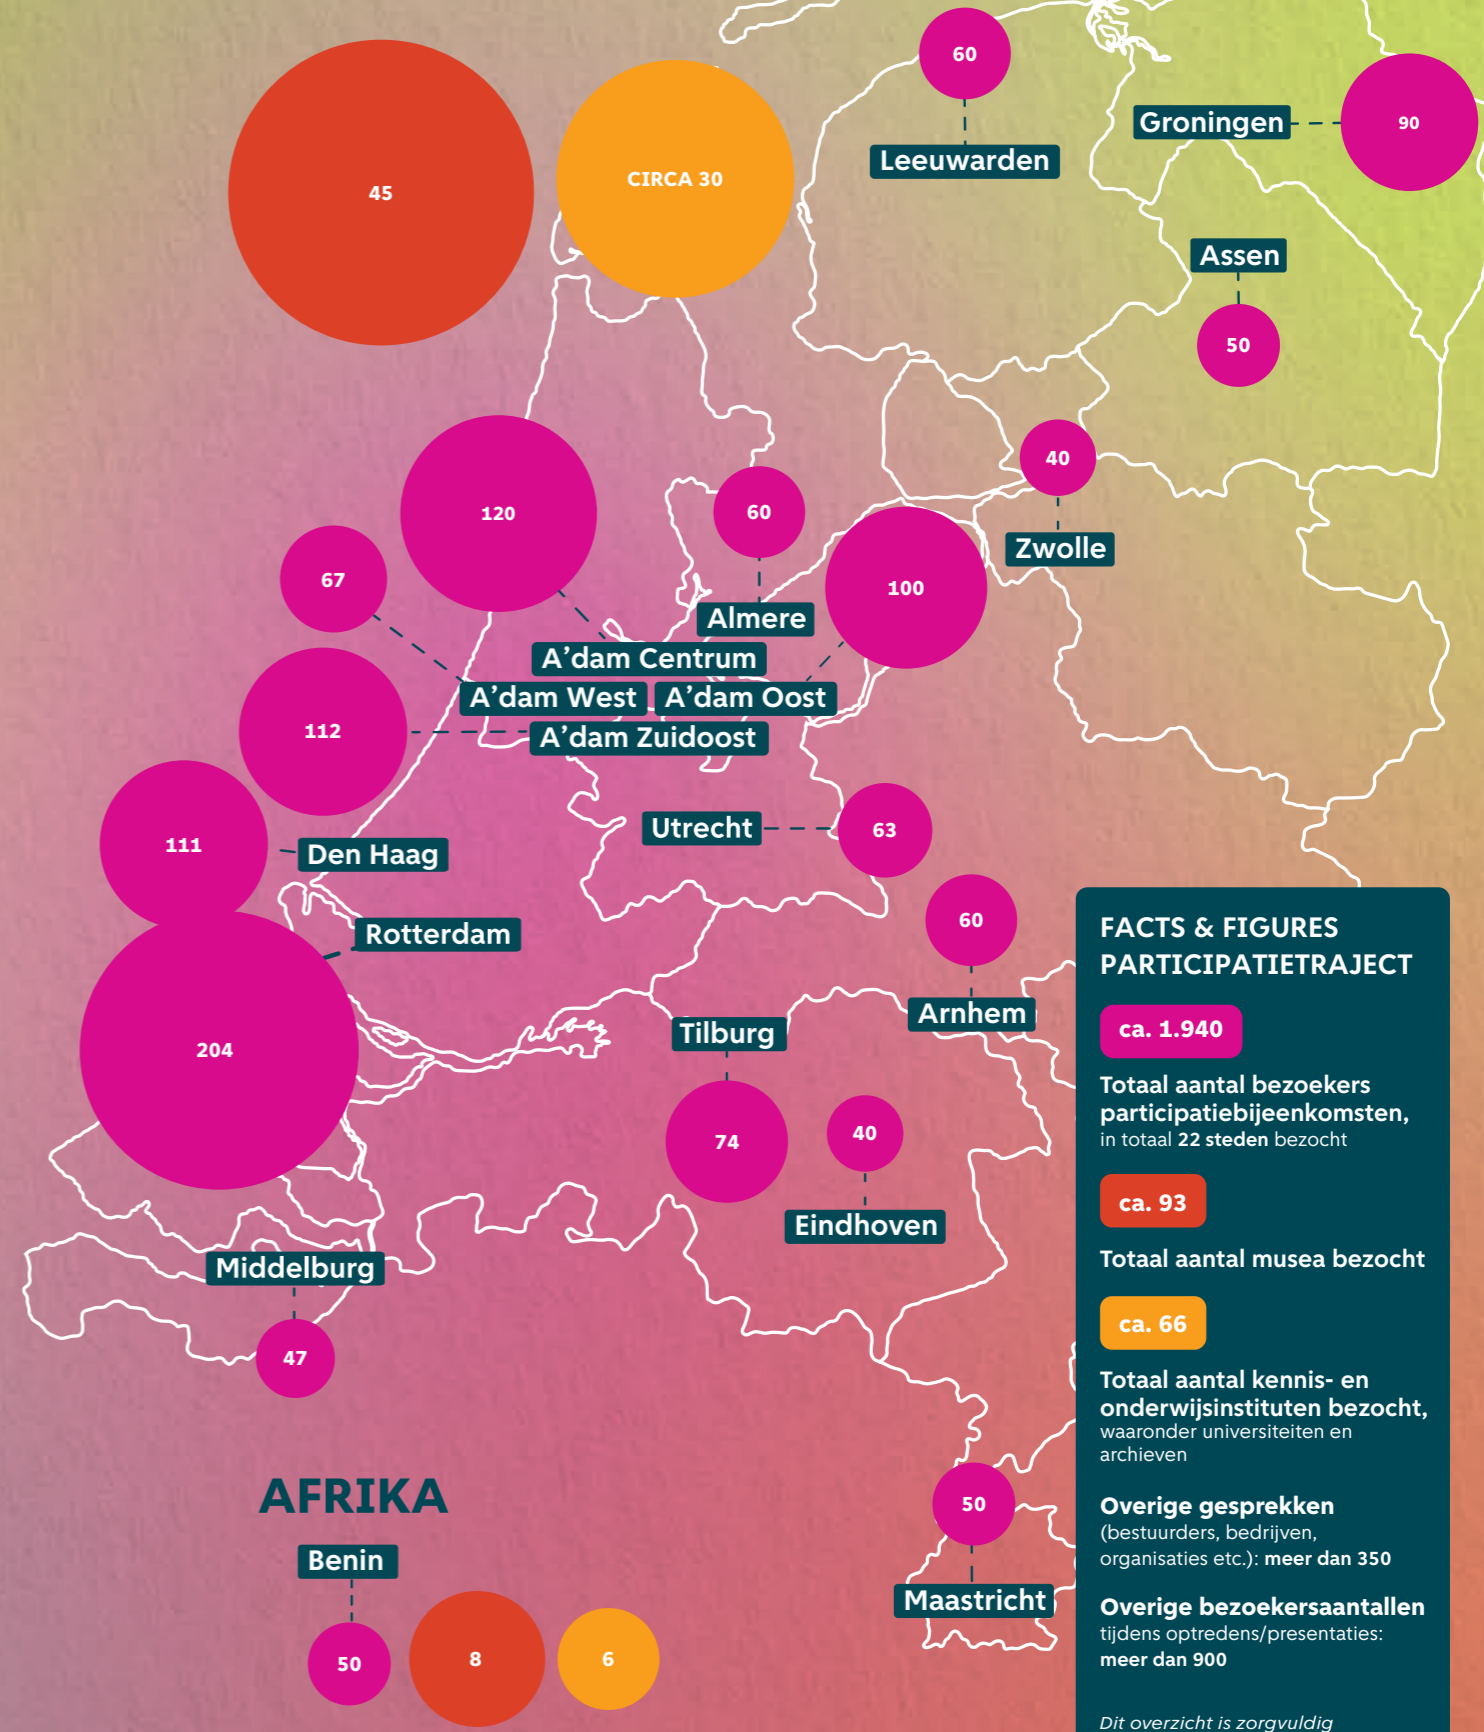 60
45
CIRCA 30
Leeuwarden
Groningen
90
Assen
50
40
Zwolle
120
60
67
100
Almere
A’dam Centrum
A’dam West
A’dam Oost
112
A’dam Zuidoost
111
Den Haag
Utrecht
63
Rotterdam
60
Arnhem
204
Tilburg
74
40
Eindhoven
Middelburg
47
50
Maastricht
AFRIKA
Benin
50
8
6
FACTS & FIGURES
PARTICIPATIETRAJECT
ca. 1.940
Totaal aantal bezoekers
participatiebijeenkomsten,
in totaal 22 steden bezocht
ca. 93
Totaal aantal musea bezocht
ca. 66
Totaal aantal kennis- en
onderwijsinstituten bezocht,
waaronder universiteiten en
archieven
Overige gesprekken
(bestuurders, bedrijven,
organisaties etc.): meer dan 350
Overige bezoekersaantallen
tijdens optredens/presentaties:
meer dan 900
Dit overzicht is zorgvuldig